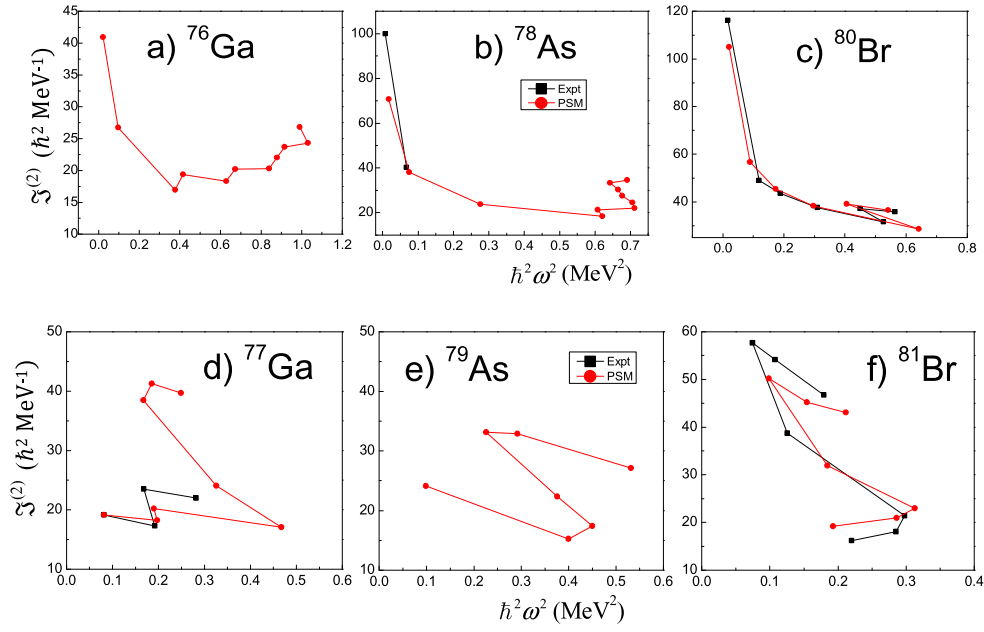 a) ⁷⁶Ga
b) ⁷⁸As
c) ⁸⁰Br
Expt
PSM
45
40
35
30
25
20
15
10
100
80
60
40
20
120
100
80
60
40
0.0 0.2 0.4 0.6 0.8 1.0 1.2
0.0 0.1 0.2 0.3 0.4 0.5 0.6 0.7
0.0 0.2 0.4 0.6 0.8
ℑ⁽²⁾ (ℏ² MeV⁻¹)
ℏ²ω² (MeV²)
d) ⁷⁷Ga
e) ⁷⁹As
f) ⁸¹Br
Expt
PSM
50
40
30
20
10
50
40
30
20
10
60
50
40
30
20
10
0.0 0.1 0.2 0.3 0.4 0.5 0.6
0.0 0.1 0.2 0.3 0.4 0.5 0.6
0.0 0.1 0.2 0.3 0.4
ℑ⁽²⁾ (ℏ² MeV⁻¹)
ℏ²ω² (MeV²)